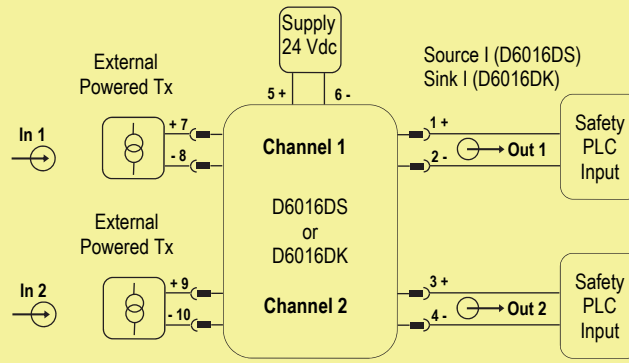 Supply
24 Vdc
5 +
6 -
Source I (D6016DS)
Sink I (D6016DK)
External
Powered Tx
In 1
+ 7
- 8
Channel 1
1 +
2 -
Out 1
Safety
PLC
Input
D6016DS
or
D6016DK
External
Powered Tx
In 2
+ 9
- 10
Channel 2
3 +
4 -
Out 2
Safety
PLC
Input